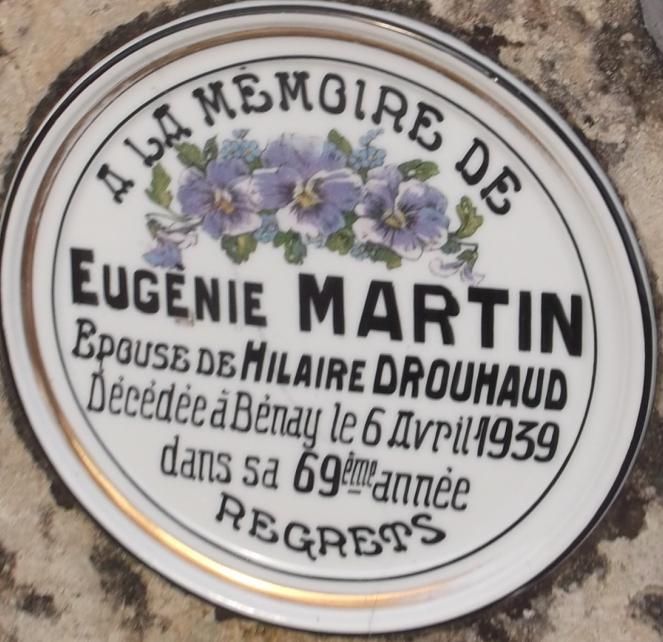 A LA MÉMOIRE DE
EUGÈNIE MARTIN
EPOUSE DE HILAIRE DROUHAUD
Décédée à Bénay le 6 Avril 1939
dans sa 69ème année
REGRETS